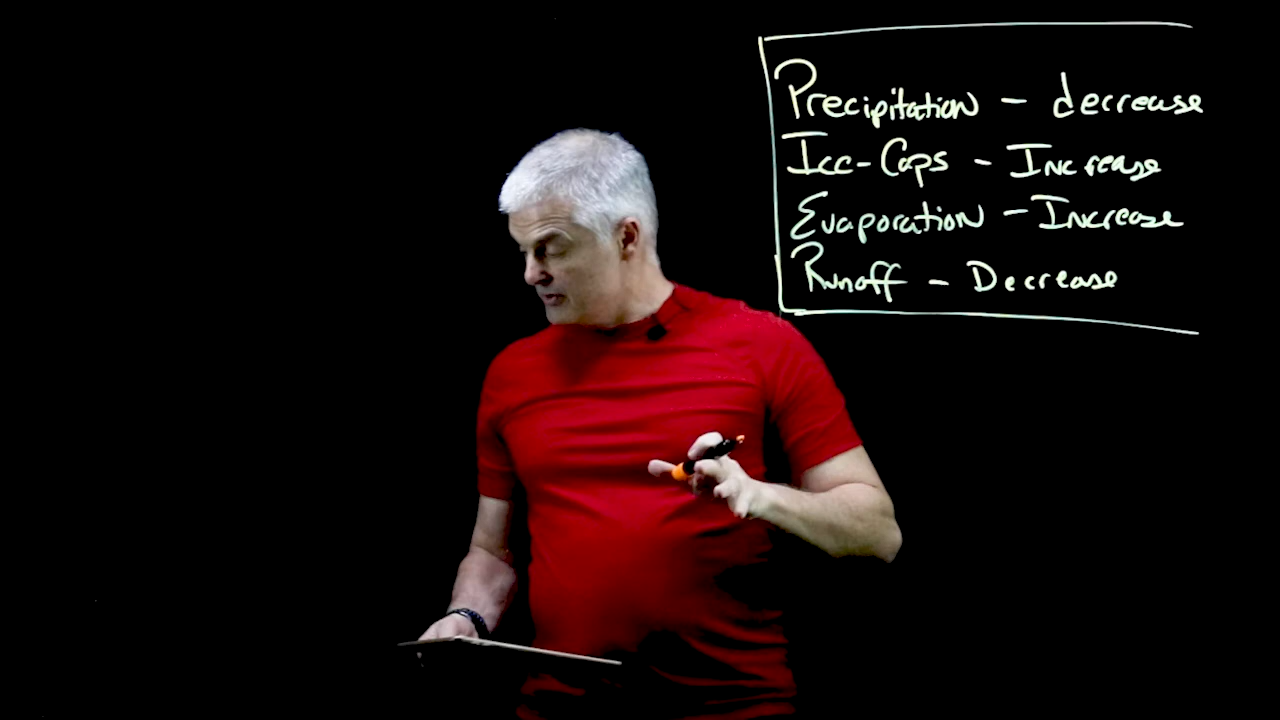 Precipitation - decrease
Ice-Caps - Increase
Evaporation - Increase
Runoff - Decrease